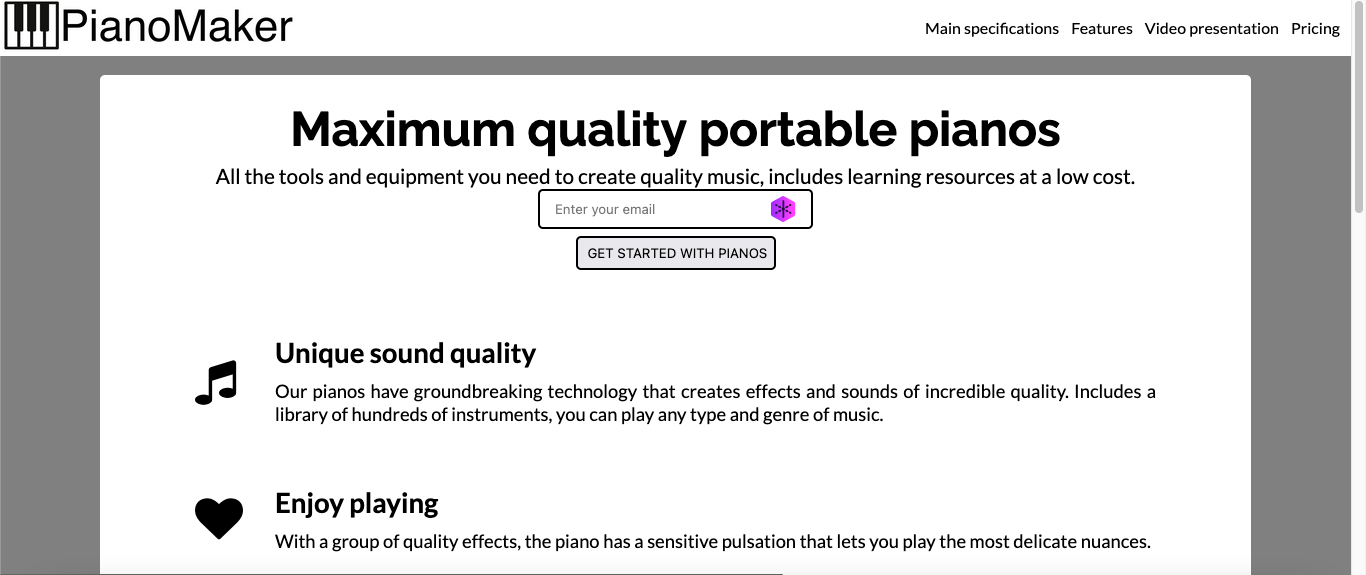 PianoMaker
Main specifications Features Video presentation Pricing
Maximum quality portable pianos
All the tools and equipment you need to create quality music, includes learning resources at a low cost.
Enter your email
GET STARTED WITH PIANOS
Unique sound quality
Our pianos have groundbreaking technology that creates effects and sounds of incredible quality. Includes a
library of hundreds of instruments, you can play any type and genre of music.
Enjoy playing
With a group of quality effects, the piano has a sensitive pulsation that lets you play the most delicate nuances.